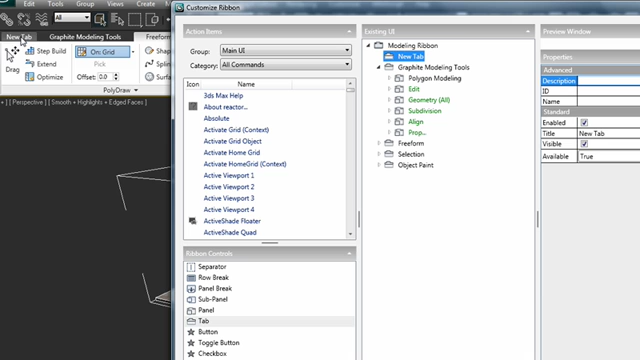 Edit Tools Group Views Create
All
New Tab Graphite Modeling Tools Freeform
Drag
Step Build
Extend
Optimize
On: Grid
Pick
Offset: 0.0
PolyDraw
+ ] [ Perspective ] [ Smooth + Highlights + Edged Faces ]
Customize Ribbon
Action Items
Group: Main UI
Category: All Commands
Icon Name
3ds Max Help
About reactor...
Absolute
Activate Grid (Context)
Activate Grid Object
Activate Home Grid
Activate HomeGrid (Context)
Active Viewport 1
Active Viewport 2
Active Viewport 3
Active Viewport 4
ActiveShade Floater
ActiveShade Quad
Ribbon Controls
Separator
Row Break
Panel Break
Sub-Panel
Panel
Tab
Button
Toggle Button
Checkbox
Existing UI
Modeling Ribbon
New Tab
Graphite Modeling Tools
Polygon Modeling
Edit
Geometry (All)
Subdivision
Align
Prop...
Freeform
Selection
Object Paint
Preview Window
Properties
Advanced
Description
ID
Name
Standard
Enabled
Title New Tab
Visible
Available True